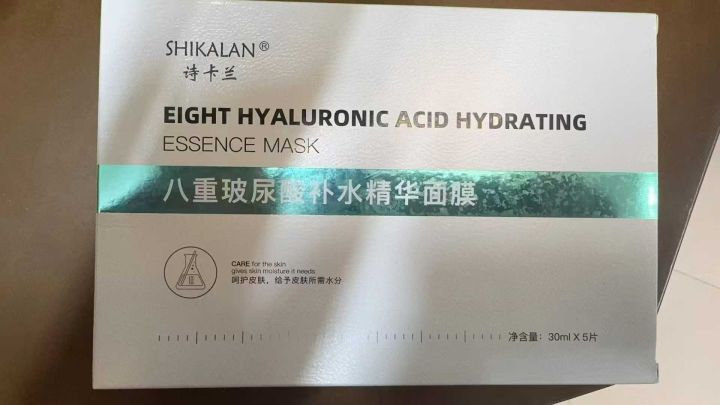 SHIKALAN®
诗卡兰
EIGHT HYALURONIC ACID HYDRATING
ESSENCE MASK
八重玻尿酸补水精华面膜
CARE for the skin
gives skin moisture it needs
呵护皮肤，给予皮肤所需水分
净含量：30ml X 5片